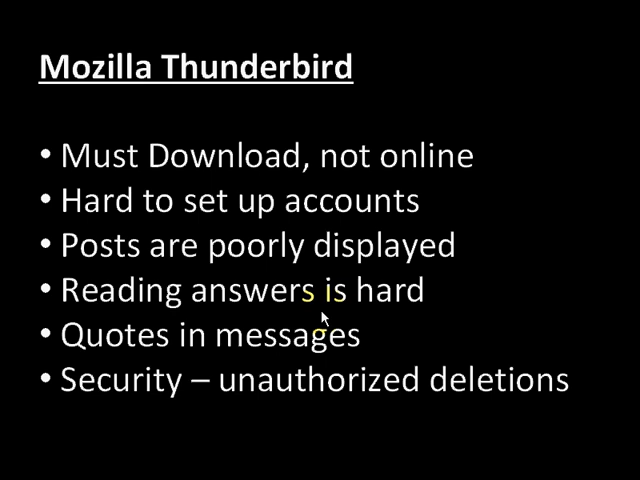 Mozilla Thunderbird
• Must Download, not online
• Hard to set up accounts
• Posts are poorly displayed
• Reading answers is hard
• Quotes in messages
• Security – unauthorized deletions